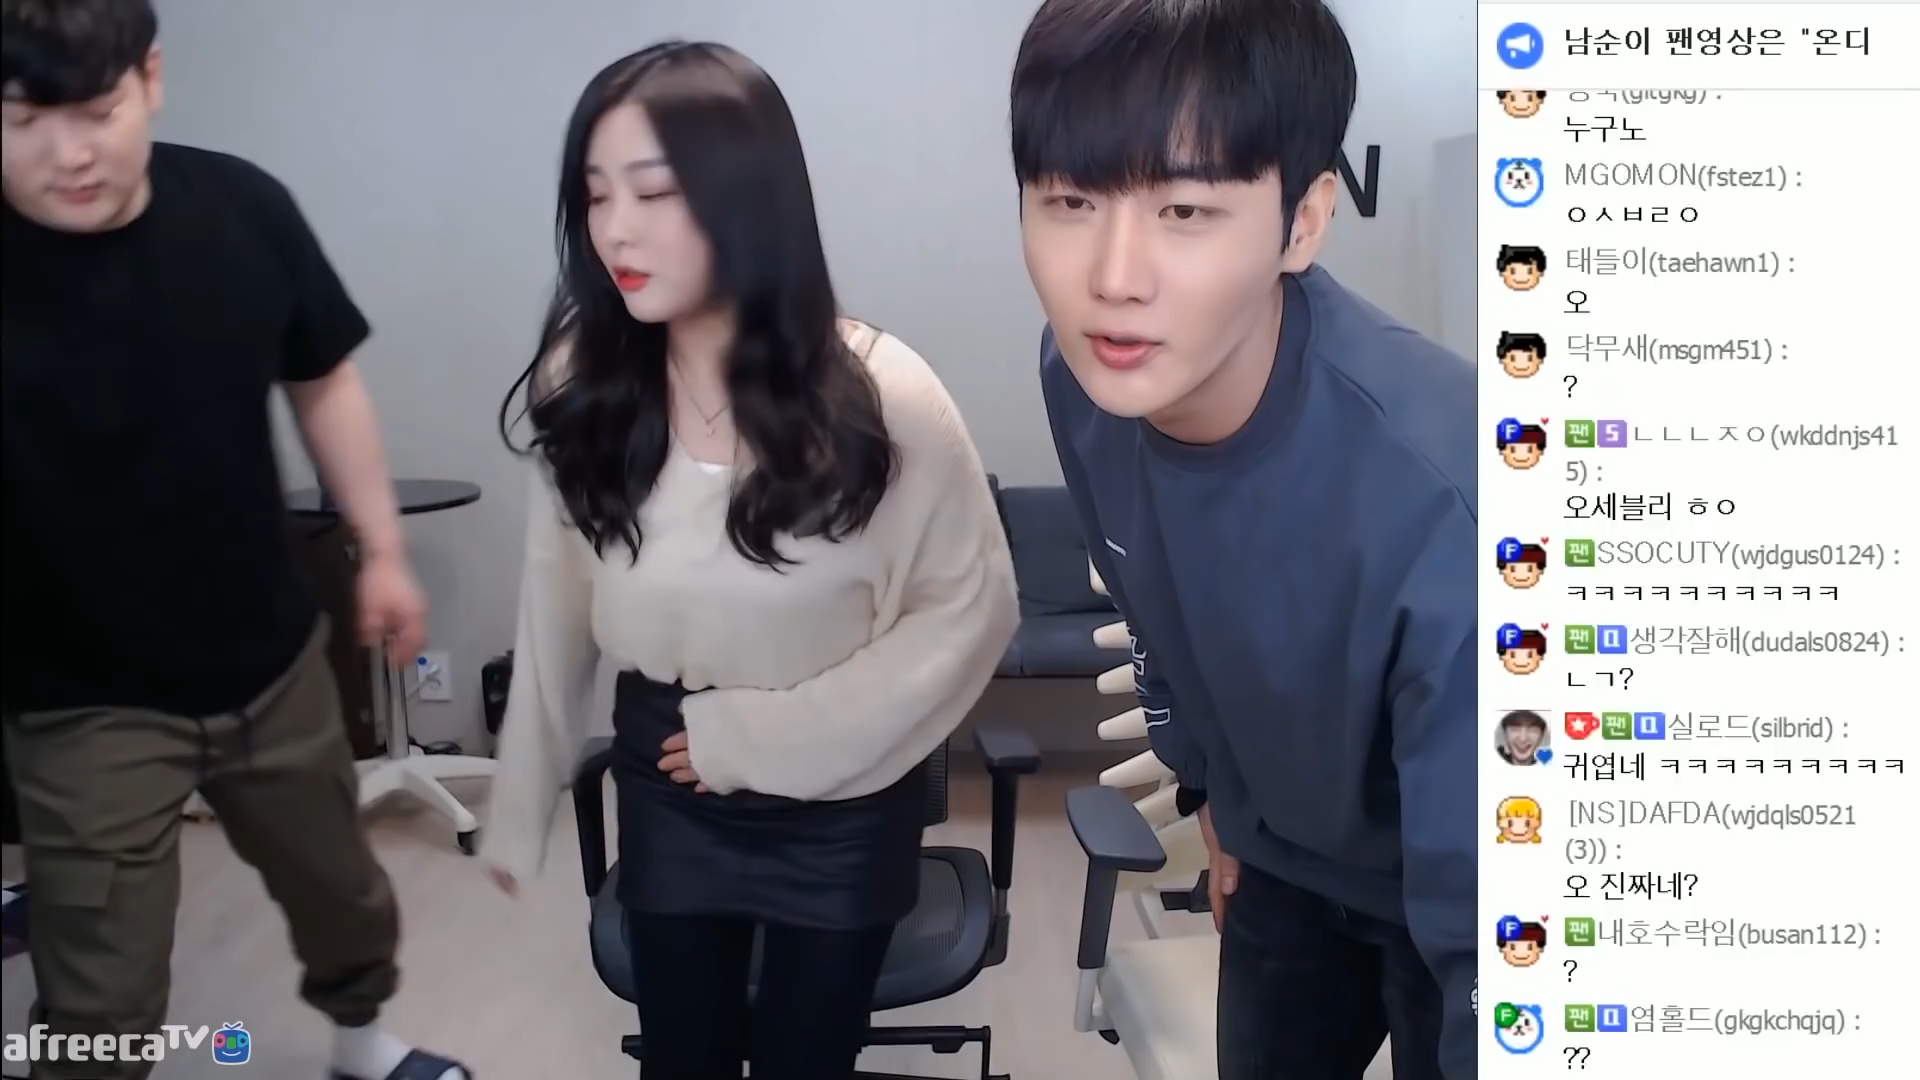 남순이 팬영상은 "온디
누구노
MGOMON(fstez1) :
ㅇㅅㅂㄹㅇ
태들이(taehawn1) :
오
닥무새(msgm451) :
?
팬 S ㄴㄴㄴㅈㅇ(wkddnjs41
5) :
오세블리 ㅎㅇ
팬 SSOCUTY(wjdgus0124) :
ㅋㅋㅋㅋㅋㅋㅋㅋㅋㅋ
팬 Q 생각잘해(dudals0824) :
ㄴㄱ?
팬 Q 실로드(silbrid) :
귀엽네 ㅋㅋㅋㅋㅋㅋㅋㅋㅋ
[NS]DAFDA(wjdqls0521
(3)) :
오 진짜네?
팬 내호수락임(busan112) :
?
팬 Q 염홀드(gkgkchqjq) :
??
N
afreecaTV